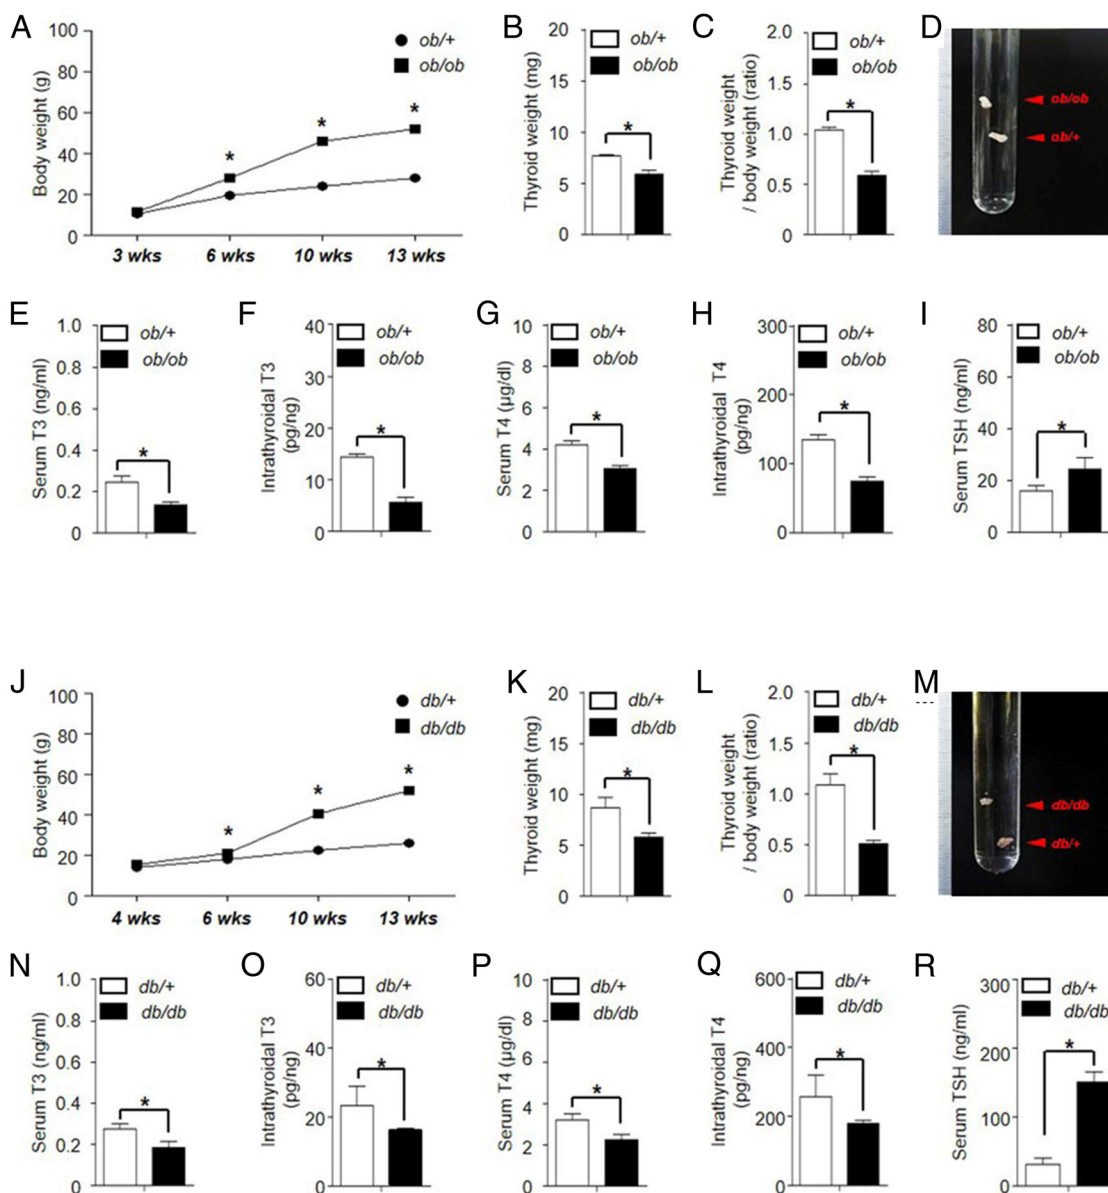 A
Body weight (g)
100
80
60
40
20
0
ob/+
ob/ob
*
*
*
3 wks 6 wks 10 wks 13 wks
B
Thyroid weight (mg)
20
15
10
5
0
ob/+
ob/ob
*
C
Thyroid weight
/ body weight (ratio)
2.0
1.5
1.0
0.5
0
ob/+
ob/ob
*
D
ob/ob
ob/+
E
Serum T3 (ng/ml)
1.0
0.8
0.6
0.4
0.2
0
ob/+
ob/ob
*
F
Intrathyroidal T3
(pg/ng)
40
30
20
10
0
ob/+
ob/ob
*
G
Serum T4 (µg/dl)
10
8
6
4
2
0
ob/+
ob/ob
*
H
Intrathyroidal T4
(pg/ng)
300
200
100
0
ob/+
ob/ob
*
I
Serum TSH (ng/ml)
80
60
40
20
0
ob/+
ob/ob
*
J
Body weight (g)
100
80
60
40
20
0
db/+
db/db
*
*
*
4 wks 6 wks 10 wks 13 wks
K
Thyroid weight (mg)
20
15
10
5
0
db/+
db/db
*
L
Thyroid weight
/ body weight (ratio)
2.0
1.5
1.0
0.5
0
db/+
db/db
*
M
db/db
db/+
N
Serum T3 (ng/ml)
1.0
0.8
0.6
0.4
0.2
0
db/+
db/db
*
O
Intrathyroidal T3
(pg/ng)
60
40
20
0
db/+
db/db
*
P
Serum T4 (µg/dl)
10
8
6
4
2
0
db/+
db/db
*
Q
Intrathyroidal T4
(pg/ng)
600
400
200
0
db/+
db/db
*
R
Serum TSH (ng/ml)
300
200
100
0
db/+
db/db
*